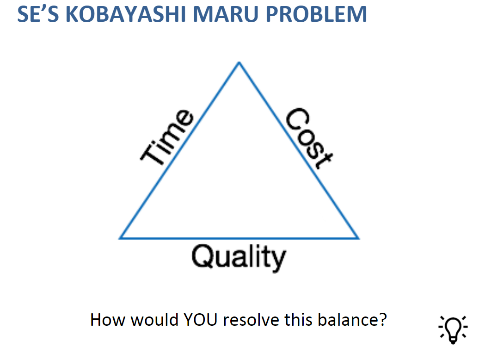 SE'S KOBAYASHI MARU PROBLEM
Time
Cost
Quality
How would YOU resolve this balance?